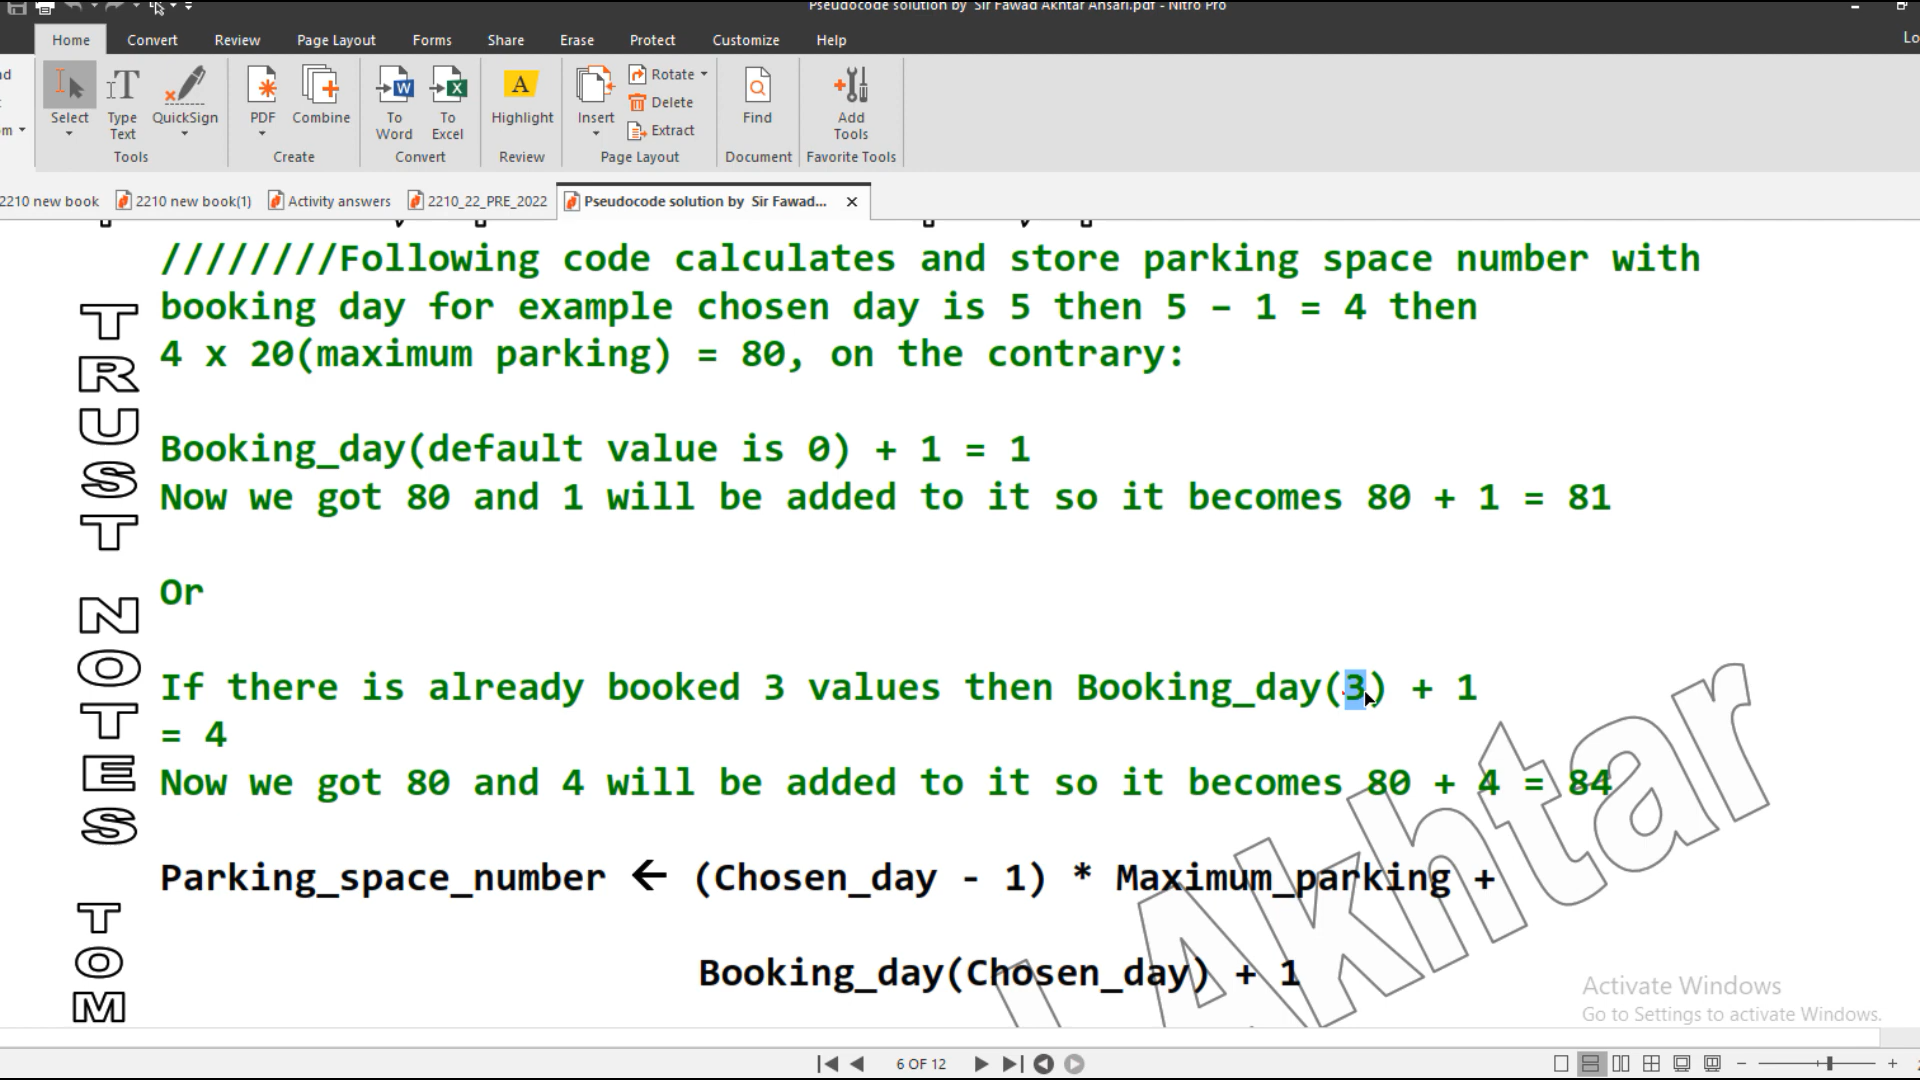 Pseudocode solution by Sir Fawad Akhtar Ansari.pdf - Nitro Pro
Home Convert Review Page Layout Forms Share Erase Protect Customize Help
Select
Type Text
QuickSign
Tools
PDF
Combine
Create
To Word
To Excel
Convert
A
Highlight
Review
Insert
Rotate
Delete
Extract
Page Layout
Find
Document
Add Tools
Favorite Tools
2210 new book
2210 new book(1)
Activity answers
2210_22_PRE_2022
Pseudocode solution by Sir Fawad...
////////Following code calculates and store parking space number with
booking day for example chosen day is 5 then 5 – 1 = 4 then
4 x 20(maximum parking) = 80, on the contrary:
Booking_day(default value is 0) + 1 = 1
Now we got 80 and 1 will be added to it so it becomes 80 + 1 = 81
Or
If there is already booked 3 values then Booking_day(3) + 1
= 4
Now we got 80 and 4 will be added to it so it becomes 80 + 4 = 84
Parking_space_number ← (Chosen_day - 1) * Maximum_parking +
Booking_day(Chosen_day) + 1
TRUST NOTES TOM
Akhtar
Activate Windows
Go to Settings to activate Windows.
6 OF 12